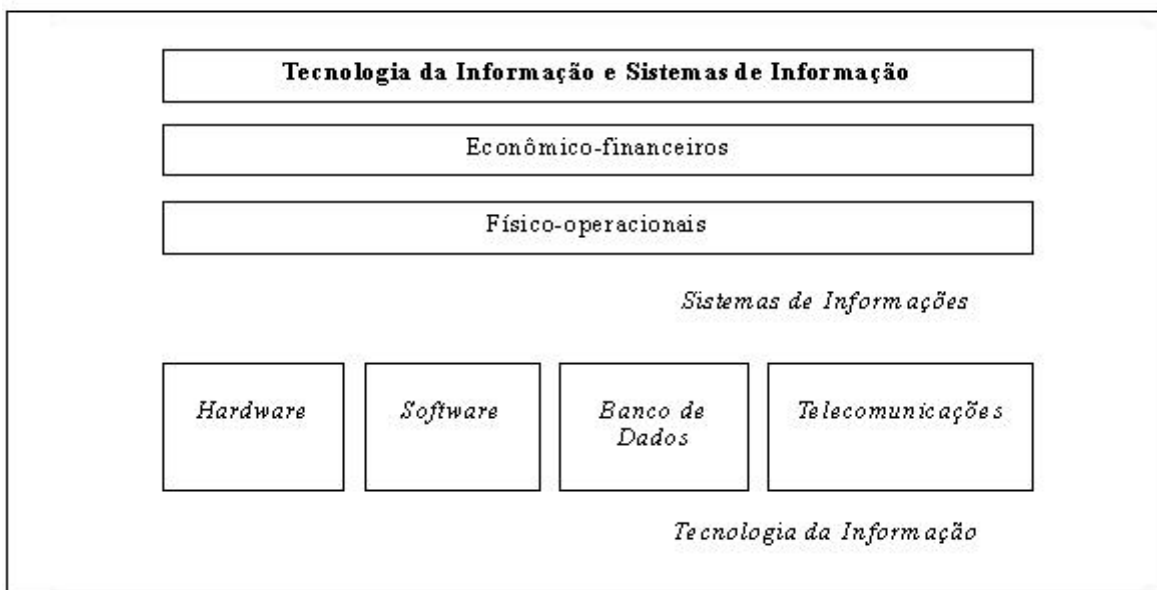 Tecnologia da Informação e Sistemas de Informação
Econômico-financeiros
Físico-operacionais
Sistemas de Informações
Hardware
Software
Banco de
Dados
Telecomunicações
Tecnologia da Informação